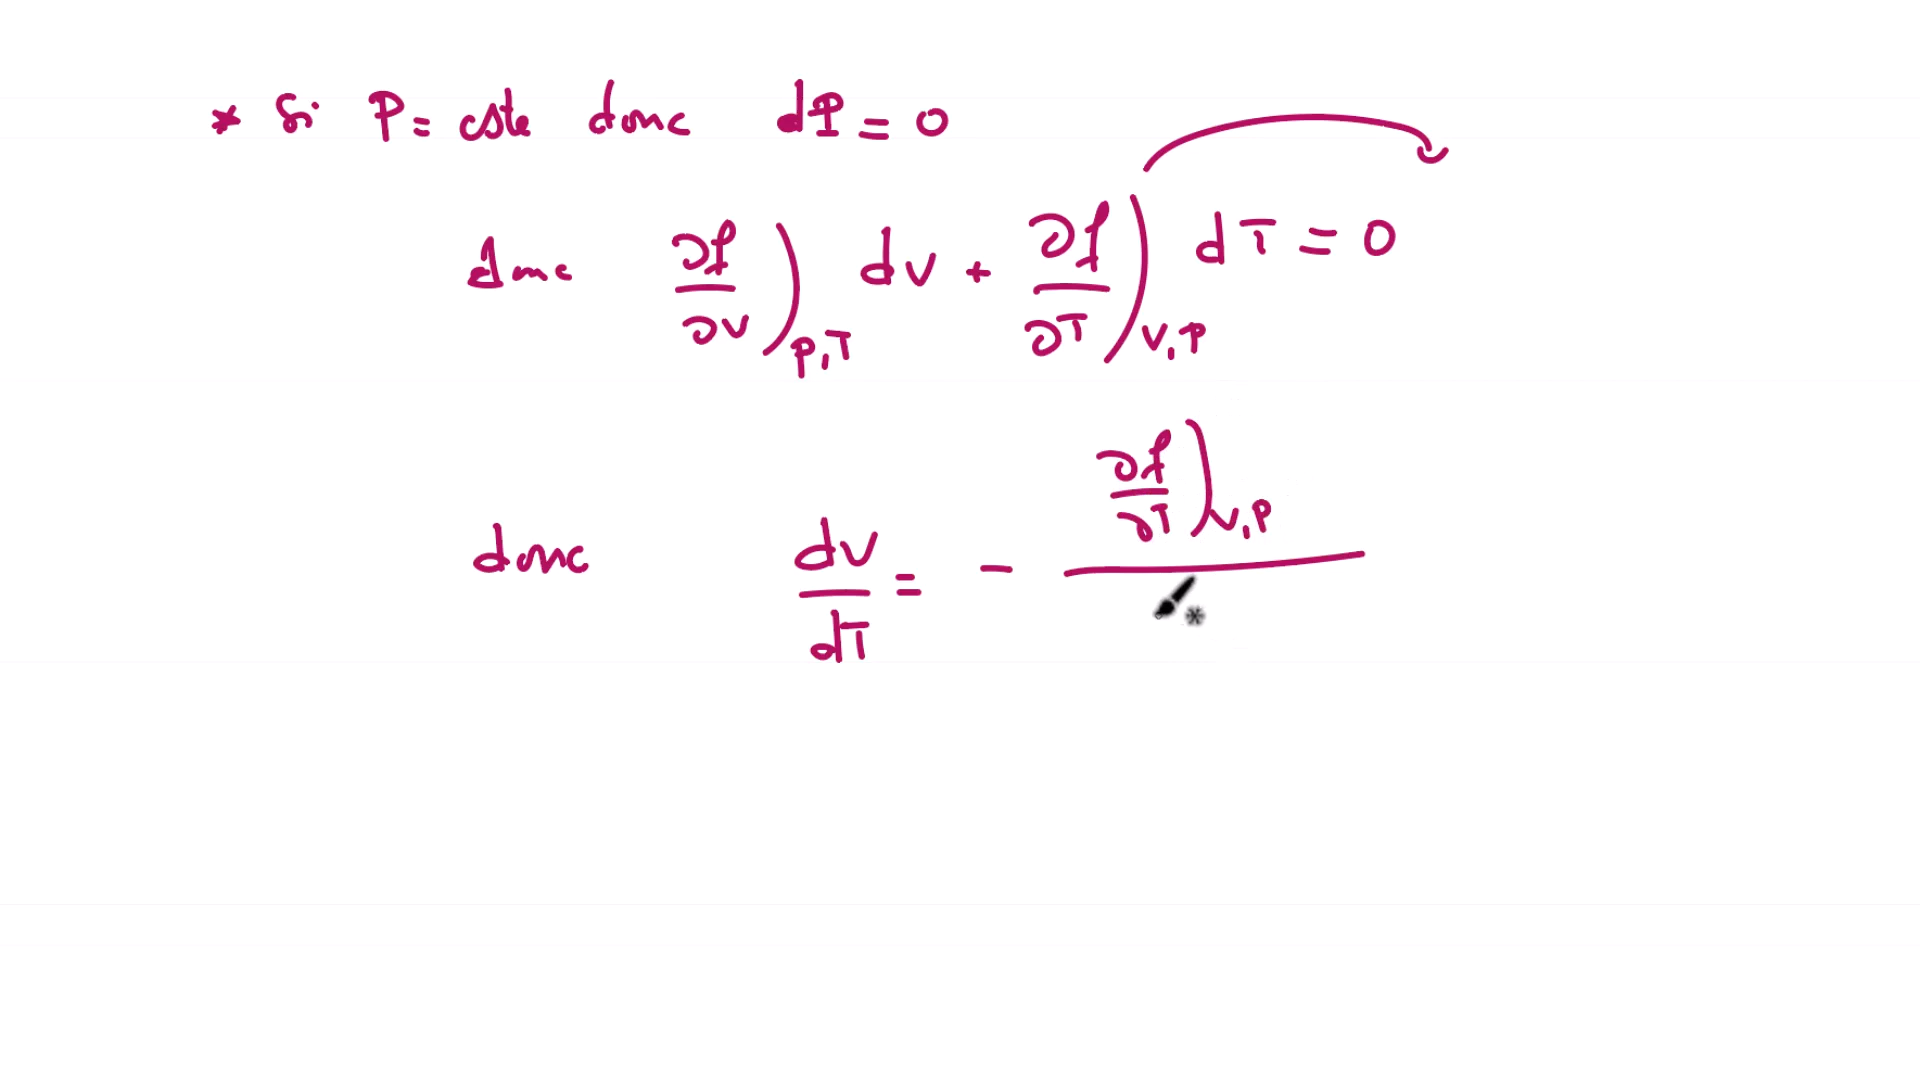 * Si P = cste donc dP = 0
donc ∂f/∂V)P,T dV + ∂f/∂T)V,P dT = 0
donc dV/dT = - ∂f/∂T)V,P